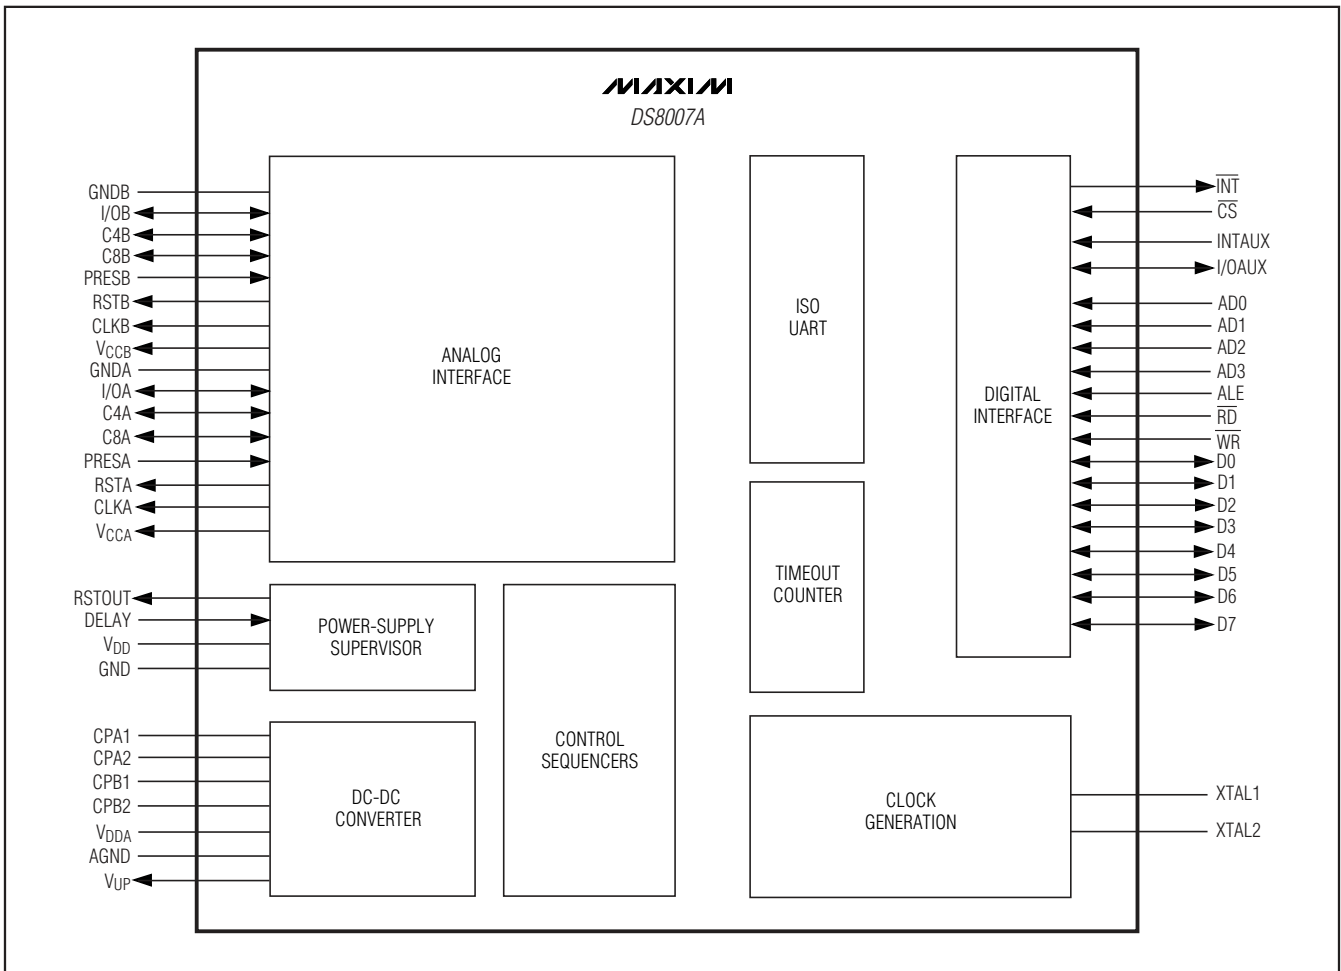 MAXIM
DS8007A
GNDB
I/OB
C4B
C8B
PRESB
RSTB
CLKB
VCCB
GNDA
I/OA
C4A
C8A
PRESA
RSTA
CLKA
VCCA
ANALOG
INTERFACE
ISO
UART
DIGITAL
INTERFACE
INT
CS
INTAUX
I/OAUX
AD0
AD1
AD2
AD3
ALE
RD
WR
D0
D1
D2
D3
D4
D5
D6
D7
RSTOUT
DELAY
VDD
GND
POWER-SUPPLY
SUPERVISOR
TIMEOUT
COUNTER
CPA1
CPA2
CPB1
CPB2
VDDA
AGND
VUP
DC-DC
CONVERTER
CONTROL
SEQUENCERS
CLOCK
GENERATION
XTAL1
XTAL2